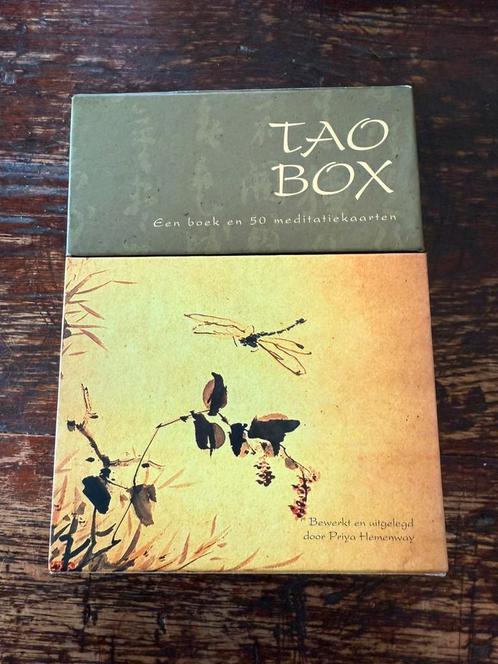 TAO
BOX
Een boek en 50 meditatiekaarten
Bewerkt en uitgelegd
door Priya Hemenway